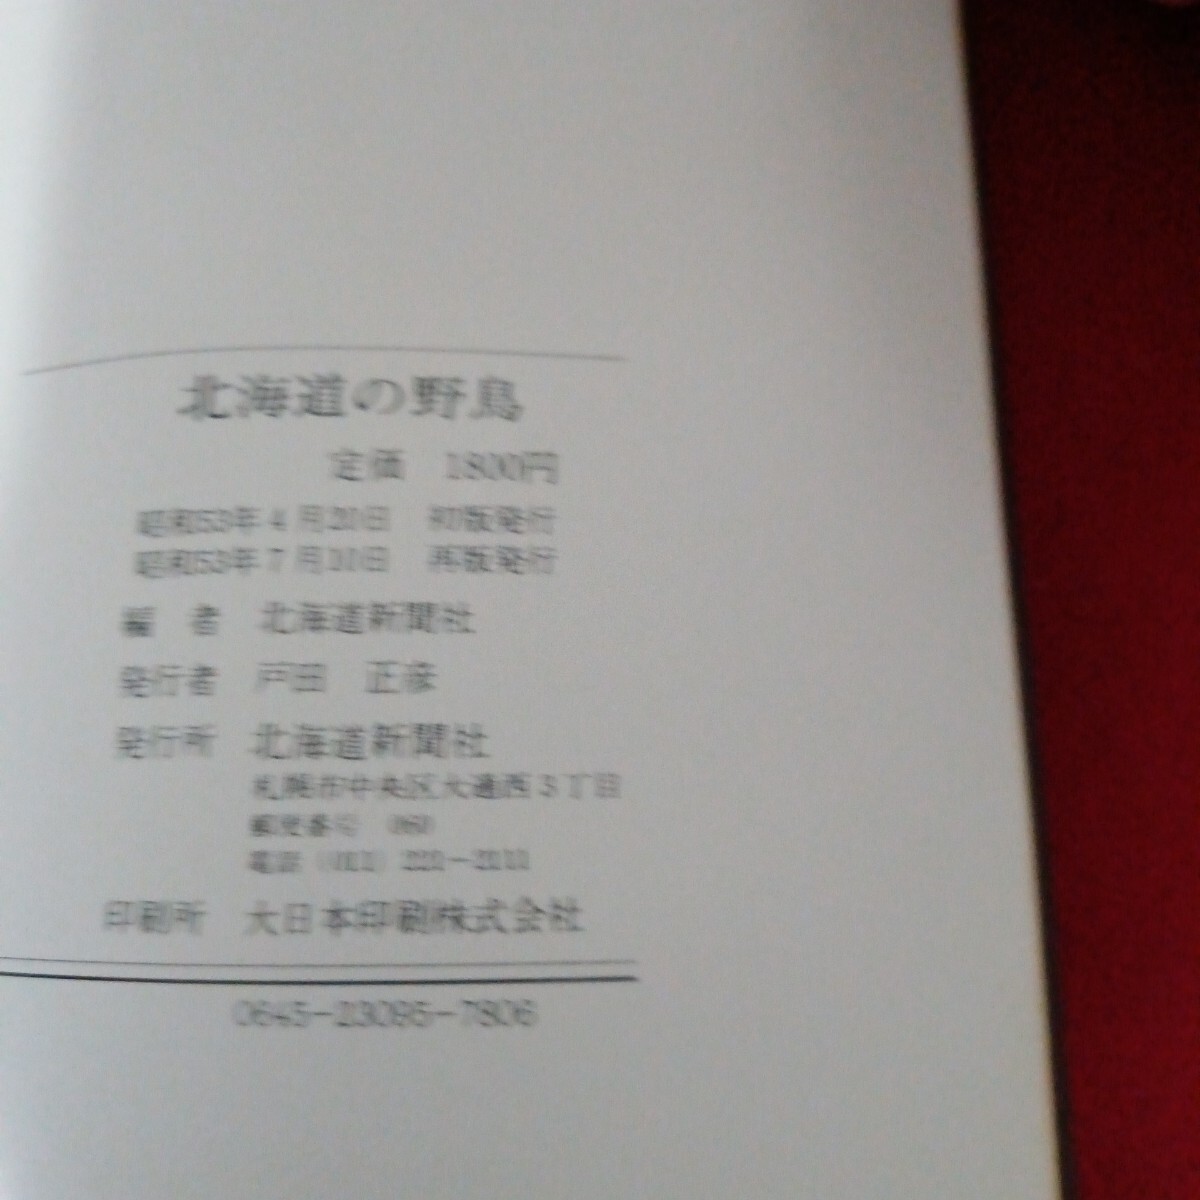 北海道の野鳥
定価 1800円
昭和53年4月20日 初版発行
昭和53年7月10日 再版発行
編 者 北海道新聞社
発行者 戸田 正彦
発行所 北海道新聞社
札幌市中央区大通西3丁目
郵便番号 060
電話 (011) 221-2111
印刷所 大日本印刷株式会社
0645-23095-7806